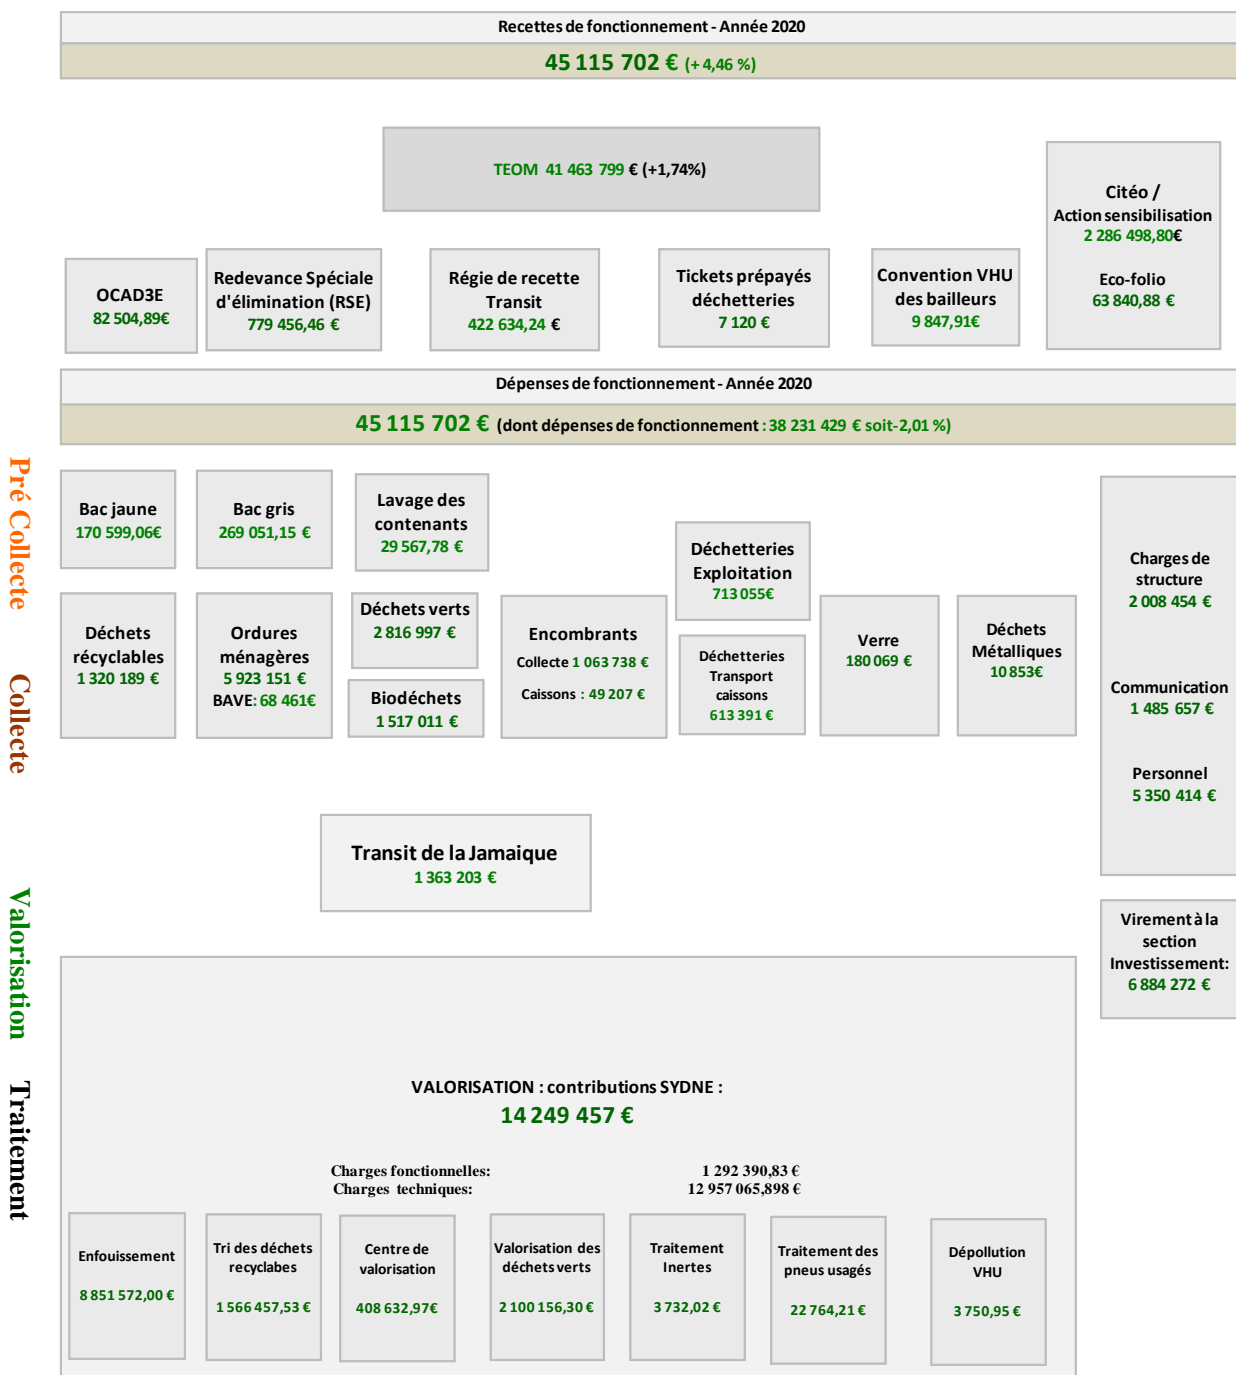 Recettes de fonctionnement - Année 2020
45 115 702 € (+ 4,46 %)
TEOM 41 463 799 € (+1,74%)
Citéo /
Action sensibilisation
2 286 498,80€
Eco-folio
63 840,88 €
OCAD3E
82 504,89€
Redevance Spéciale
d'élimination (RSE)
779 456,46 €
Régie de recette
Transit
422 634,24 €
Tickets prépayés
déchetteries
7 120 €
Convention VHU
des bailleurs
9 847,91€
Dépenses de fonctionnement - Année 2020
45 115 702 € (dont dépenses de fonctionnement : 38 231 429 € soit-2,01 %)
Pré Collecte
Bac jaune
170 599,06€
Bac gris
269 051,15 €
Lavage des
contenants
29 567,78 €
Déchetteries
Exploitation
713 055€
Charges de
structure
2 008 454 €
Communication
1 485 657 €
Personnel
5 350 414 €
Collecte
Déchets
récyclables
1 320 189 €
Ordures
ménagères
5 923 151 €
BAVE: 68 461€
Déchets verts
2 816 997 €
Biodéchets
1 517 011 €
Encombrants
Collecte 1 063 738 €
Caissons : 49 207 €
Déchetteries
Transport
caissons
613 391 €
Verre
180 069 €
Déchets
Métalliques
10 853€
Transit de la Jamaique
1 363 203 €
Virement à la
section
Investissement:
6 884 272 €
Valorisation
Traitement
VALORISATION : contributions SYDNE :
14 249 457 €
Charges fonctionnelles: 1 292 390,83 €
Charges techniques: 12 957 065,898 €
Enfouissement
8 851 572,00 €
Tri des déchets
recyclabes
1 566 457,53 €
Centre de
valorisation
408 632,97€
Valorisation des
déchets verts
2 100 156,30 €
Traitement
Inertes
3 732,02 €
Traitement des
pneus usagés
22 764,21 €
Dépollution
VHU
3 750,95 €